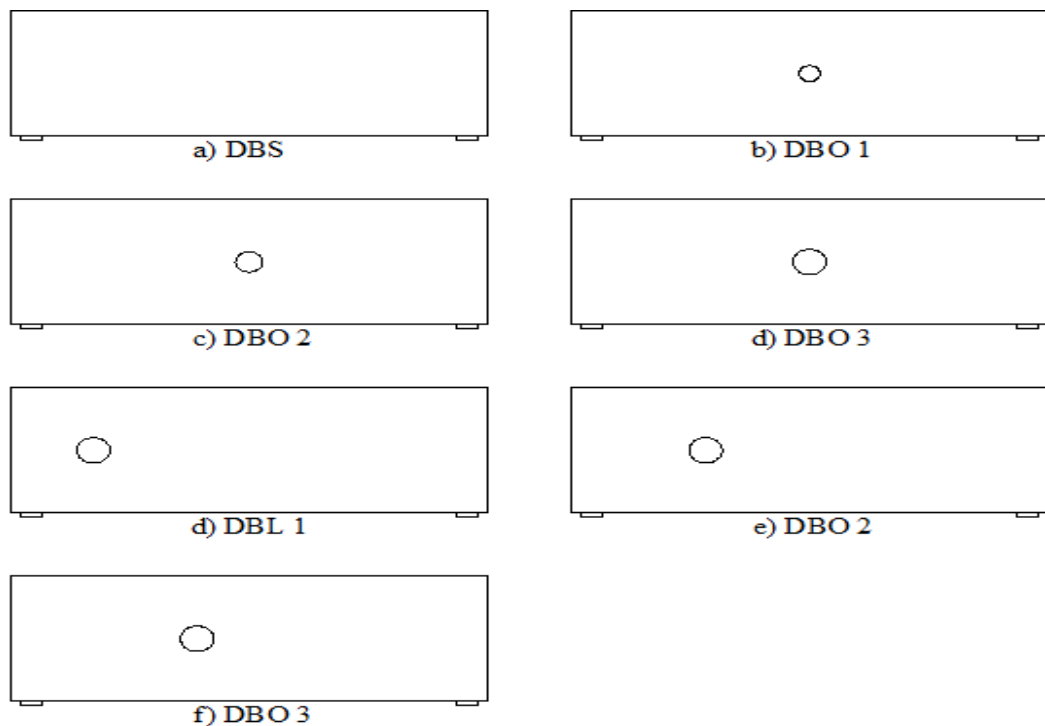 a) DBS
b) DBO 1
c) DBO 2
d) DBO 3
d) DBL 1
e) DBO 2
f) DBO 3